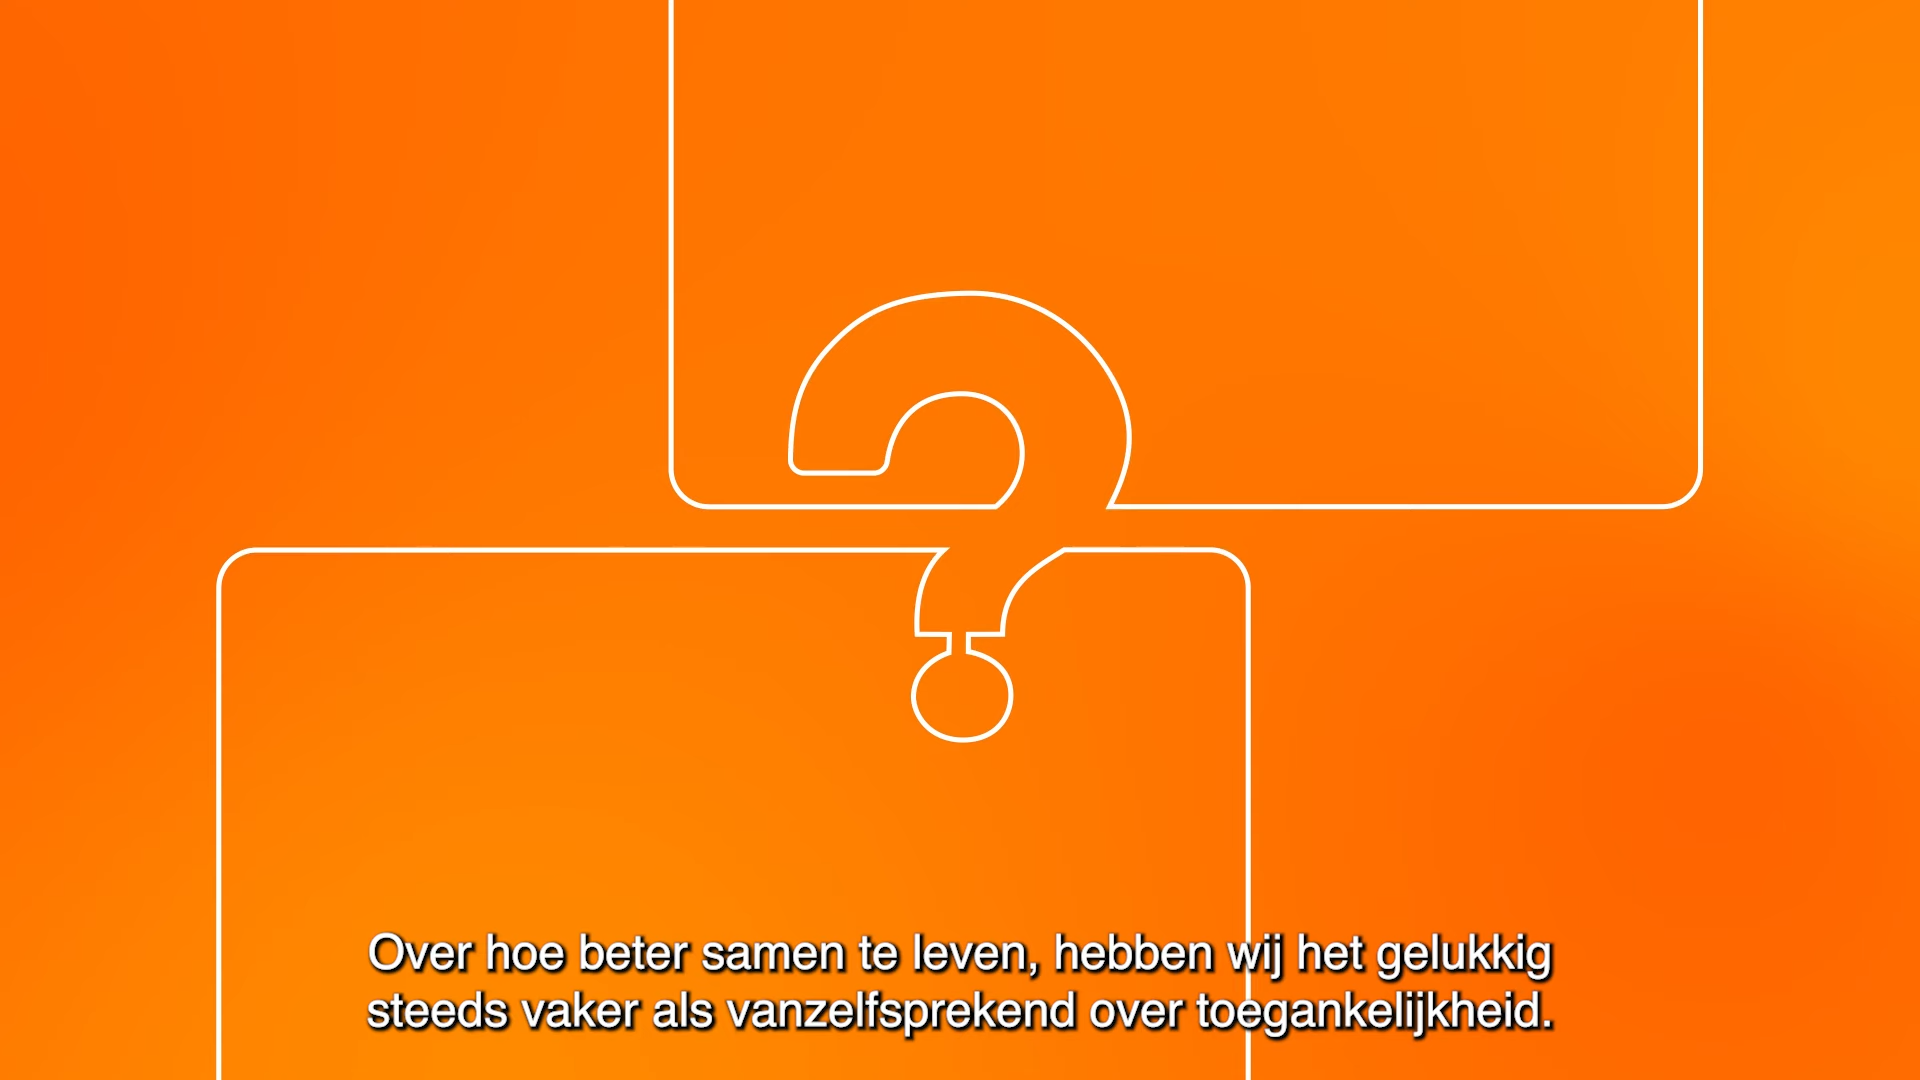 ?
Over hoe beter samen te leven, hebben wij het gelukkig
steeds vaker als vanzelfsprekend over toegankelijkheid.